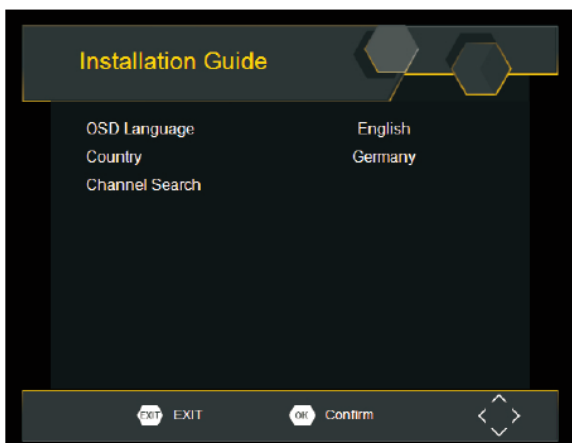 Installation Guide
OSD Language English
Country Germany
Channel Search
EXIT EXIT OK Confirm